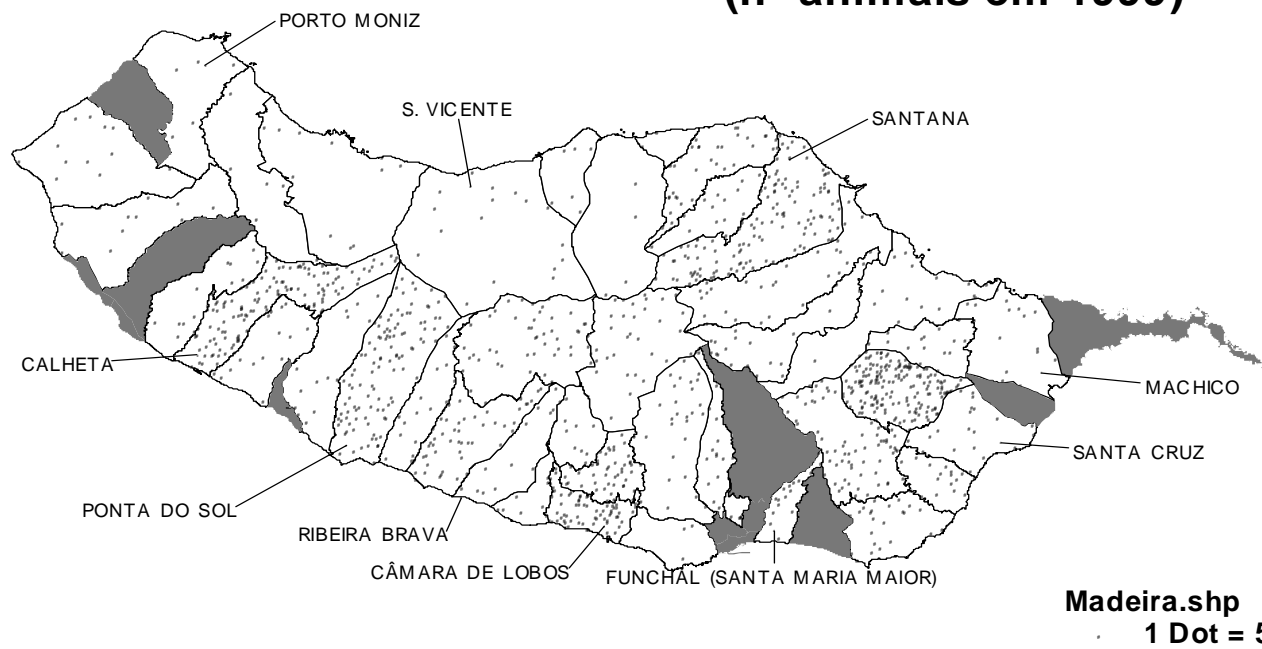 PORTO MONIZ
S. VICENTE
SANTANA
CALHETA
MACHICO
SANTA CRUZ
PONTA DO SOL
RIBEIRA BRAVA
CÂMARA DE LOBOS
FUNCHAL (SANTA MARIA MAIOR)
Madeira.shp
1 Dot = 5